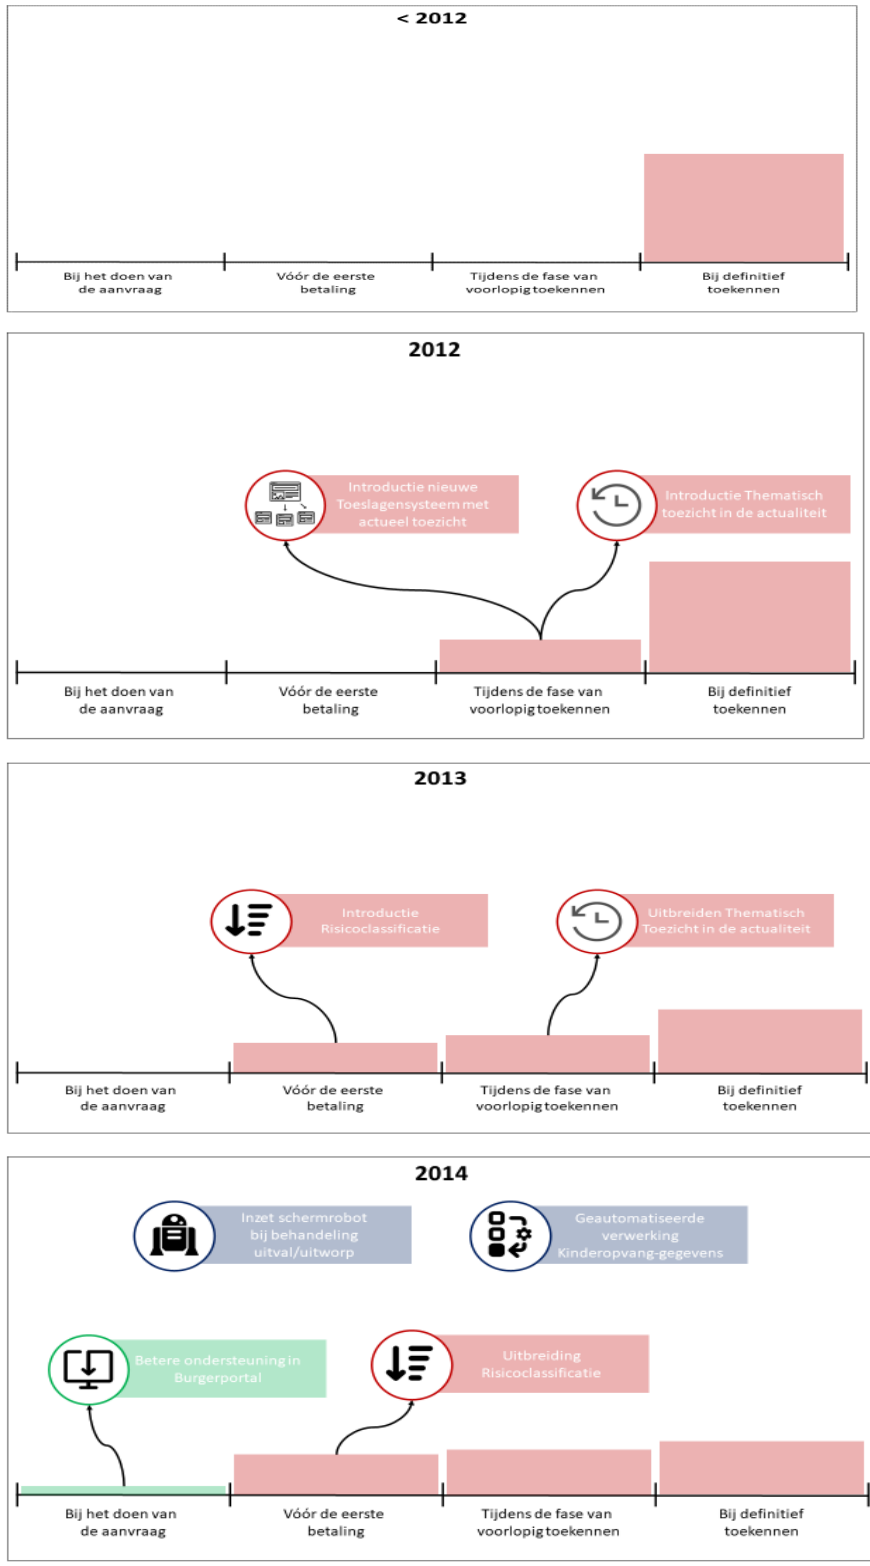 < 2012
Bij het doen van
de aanvraag
Vóór de eerste
betaling
Tijdens de fase van
voorlopig toekennen
Bij definitief
toekennen
2012
Introductie nieuwe
Toeslagensysteem met
actueel toezicht
Introductie Thematisch
toezicht in de actualiteit
Bij het doen van
de aanvraag
Vóór de eerste
betaling
Tijdens de fase van
voorlopig toekennen
Bij definitief
toekennen
2013
Introductie
Risicoclassificatie
Uitbreiden Thematisch
Toezicht in de actualiteit
Bij het doen van
de aanvraag
Vóór de eerste
betaling
Tijdens de fase van
voorlopig toekennen
Bij definitief
toekennen
2014
Inzet schermrobot
bij behandeling
uitval/uitworp
Geautomatiseerde
verwerking
Kinderopvang-gegevens
Betere ondersteuning in
Burgerportal
Uitbreiding
Risicoclassificatie
Bij het doen van
de aanvraag
Vóór de eerste
betaling
Tijdens de fase van
voorlopig toekennen
Bij definitief
toekennen